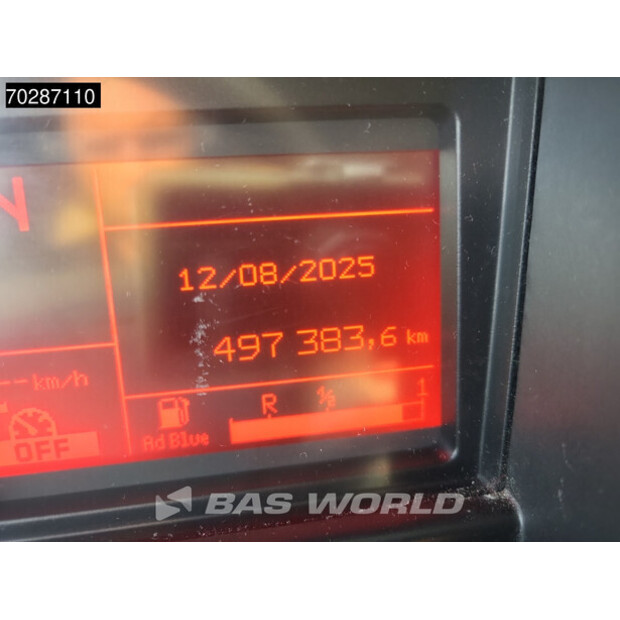 70287110
N
12/08/2025
497 383,6 km
--km/h
R 1/2 1
OFF
Ad Blue
BAS WORLD